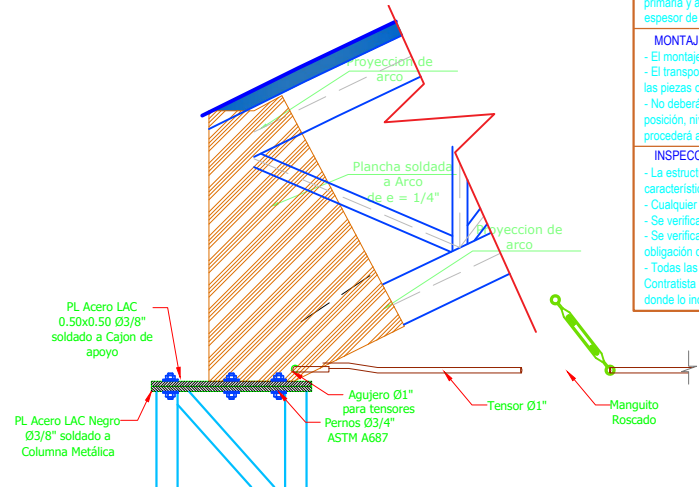 Proyeccion de
arco
Plancha soldada
a Arco
de e = 1/4"
Proyeccion de
arco
PL Acero LAC
0.50x0.50 Ø3/8"
soldado a Cajon de
apoyo
PL Acero LAC Negro
Ø3/8" soldado a
Columna Metálica
Agujero Ø1"
para tensores
Pernos Ø3/4"
ASTM A687
Tensor Ø1"
Manguito
Roscado
primaria y a
espesor de
MONTAJ
- El montaje
- El transpo
las piezas
- No deberá
posición, ni
procederá a
INSPECC
- La estruct
característic
- Cualquier
- Se verifica
- Se verifica
obligación
- Todas las
Contratista
donde lo in